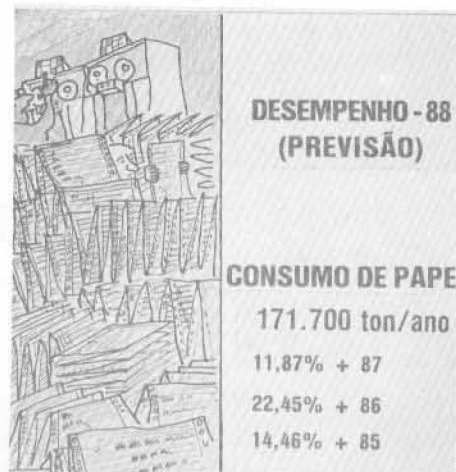 DESEMPENHO - 88
(PREVISÃO)
CONSUMO DE PAPE
171.700 ton/ano
11,87% + 87
22,45% + 86
14,46% + 85